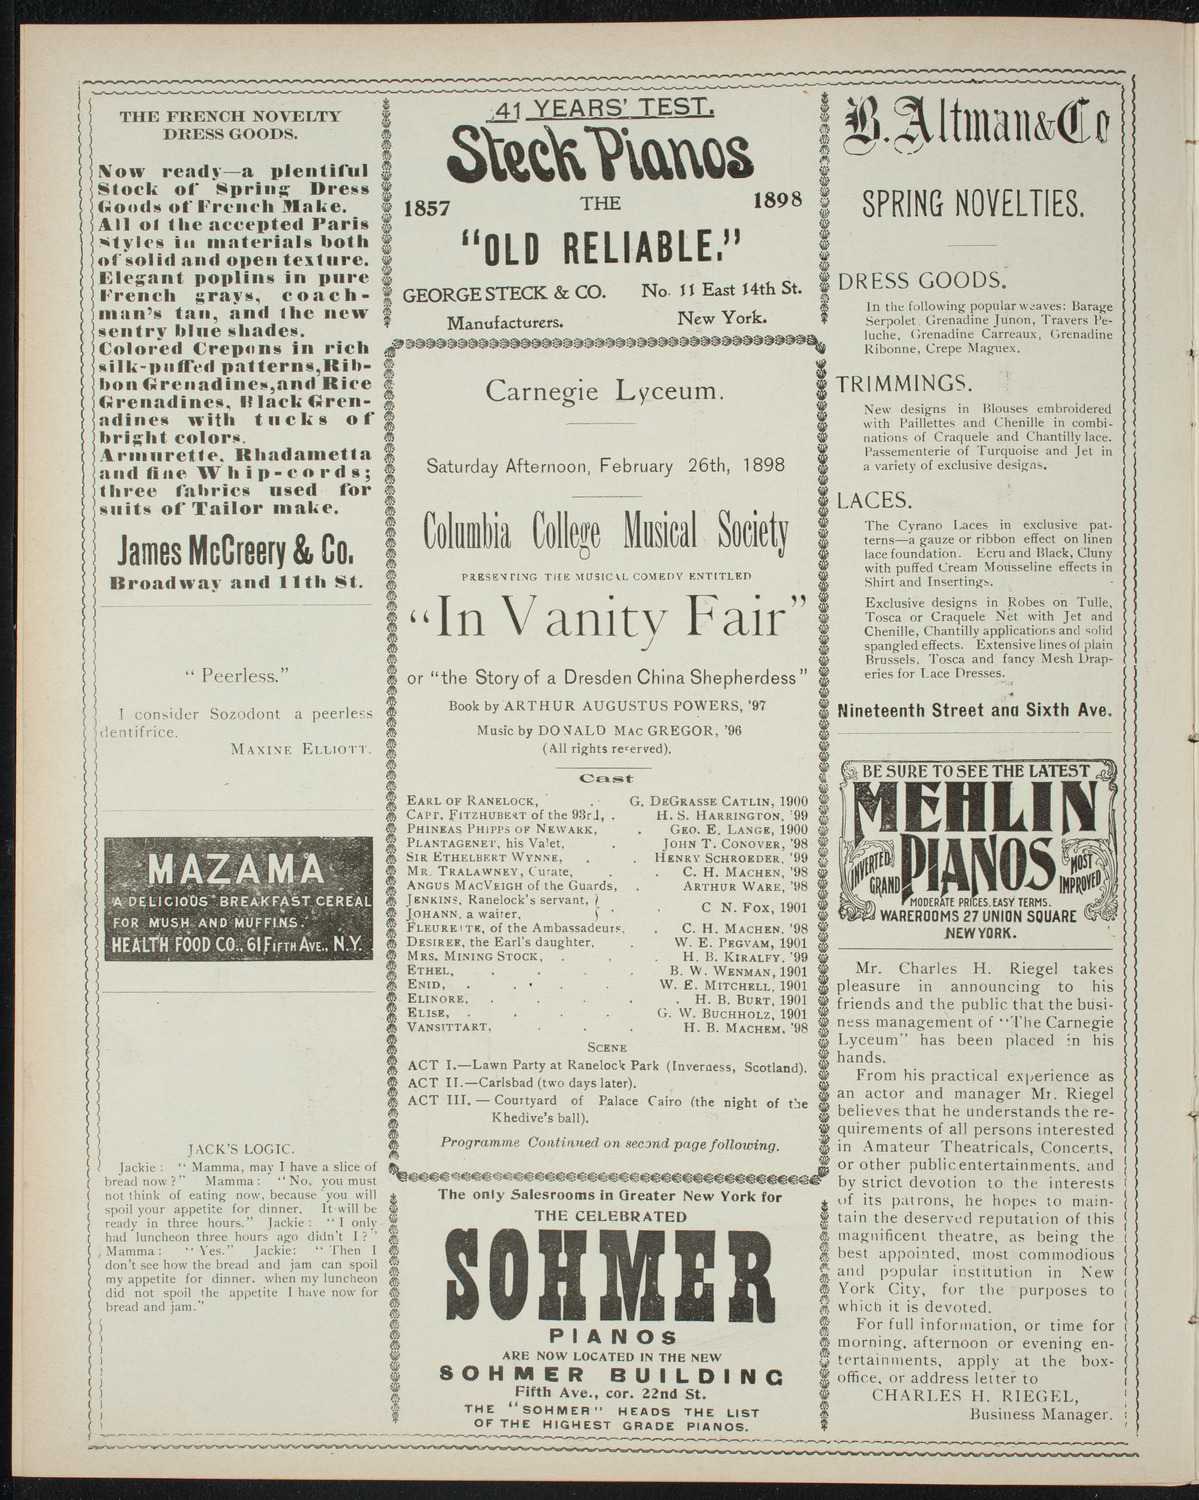 THE FRENCH NOVELTY
DRESS GOODS.
Now ready—a plentiful
Stock of Spring Dress
Goods of French Make.
All of the accepted Paris
Styles in materials both
of solid and open texture.
Elegant poplins in pure
French grays, coach-
man's tan, and the new
sentry blue shades.
Colored Crepons in rich
silk-puffed patterns, Rib-
bon Grenadines, and Rice
Grenadines, Black Gren-
adines with tucks of
bright colors.
Armurette, Rhadametta
and fine Whip-cords;
three fabrics used for
suits of Tailor make.
James McCreery & Co.
Broadway and 11th St.
"Peerless."
I consider Sozodont a peerless
dentifrice.
MAXINE ELLIOTT.
MAZAMA
A DELICIOUS BREAKFAST CEREAL
FOR MUSH AND MUFFINS.
HEALTH FOOD CO., 61 FIFTH AVE., N.Y.
JACK'S LOGIC.
Jackie: "Mamma, may I have a slice of
bread now?" Mamma: "No, you must
not think of eating now, because you will
spoil your appetite for dinner. It will be
ready in three hours." Jackie: "I only
had luncheon three hours ago didn't I?"
Mamma: "Yes." Jackie: "Then I
don't see how the bread and jam can spoil
my appetite for dinner, when my luncheon
did not spoil the appetite I have now for
bread and jam."
41 YEARS' TEST.
Steck Pianos
1857 THE 1898
"OLD RELIABLE."
GEORGE STECK & CO. No. 11 East 14th St.
Manufacturers. New York.
Carnegie Lyceum.
Saturday Afternoon, February 26th, 1898
Columbia College Musical Society
PRESENTING THE MUSICAL COMEDY ENTITLED
"In Vanity Fair"
or "the Story of a Dresden China Shepherdess"
Book by ARTHUR AUGUSTUS POWERS, '97
Music by DONALD MAC GREGOR, '96
(All rights reserved).
Cast
EARL OF RANELOCK, G. DEGRASSE CATLIN, 1900
CAPT. FITZHUBERT of the 93rd, H. S. HARRINGTON, '99
PHINEAS PHIPPS OF NEWARK, GEO. E. LANGE, 1900
PLANTAGENET, his Valet, JOHN T. CONOVER, '98
SIR ETHELBERT WYNNE, HENRY SCHROEDER, '99
MR. TRALAWNEY, Curate, C. H. MACHEN, '98
ANGUS MACVEIGH of the Guards, ARTHUR WARE, '98
JENKINS, Ranelock's servant, }
JOHANN, a waiter, } C N. FOX, 1901
FLEURETTE, of the Ambassadeurs, C. H. MACHEN, '98
DESIREE, the Earl's daughter, W. E. PEGVAM, 1901
MRS. MINING STOCK, H. B. KIRALFY, '99
ETHEL, B. W. WENMAN, 1901
ENID, W. E. MITCHELL, 1901
ELINORE, H. B. BURT, 1901
ELISE, G. W. BUCHHOLZ, 1901
VANSITTART, H. B. MACHEM, '98
SCENE
ACT I.—Lawn Party at Ranelock Park (Inverness, Scotland).
ACT II.—Carlsbad (two days later).
ACT III.—Courtyard of Palace Cairo (the night of the
Khedive's ball).
Programme Continued on second page following.
The only Salesrooms in Greater New York for
THE CELEBRATED
SOHMER
PIANOS
ARE NOW LOCATED IN THE NEW
SOHMER BUILDING
Fifth Ave., cor. 22nd St.
THE "SOHMER" HEADS THE LIST
OF THE HIGHEST GRADE PIANOS.
B. Altman & Co
SPRING NOVELTIES.
DRESS GOODS.
In the following popular weaves: Barage
Serpolet, Grenadine Junon, Travers Pe-
luche, Grenadine Carreaux, Grenadine
Ribonne, Crepe Maguex.
TRIMMINGS.
New designs in Blouses embroidered
with Paillettes and Chenille in combi-
nations of Craquele and Chantilly lace.
Passementerie of Turquoise and Jet in
a variety of exclusive designs.
LACES.
The Cyrano Laces in exclusive pat-
terns—a gauze or ribbon effect on linen
lace foundation. Ecru and Black, Cluny
with puffed Cream Mousseline effects in
Shirt and Insertings.
Exclusive designs in Robes on Tulle,
Tosca or Craquele Net with Jet and
Chenille, Chantilly applications and solid
spangled effects. Extensive lines of plain
Brussels, Tosca and fancy Mesh Drap-
eries for Lace Dresses.
Nineteenth Street and Sixth Ave.
BE SURE TO SEE THE LATEST
MEHLIN
INVERTED GRAND PIANOS MOST IMPROVED
MODERATE PRICES. EASY TERMS.
WAREROOMS 27 UNION SQUARE
NEW YORK.
Mr. Charles H. Riegel takes
pleasure in announcing to his
friends and the public that the busi-
ness management of "The Carnegie
Lyceum" has been placed in his
hands.
From his practical experience as
an actor and manager Mr. Riegel
believes that he understands the re-
quirements of all persons interested
in Amateur Theatricals, Concerts,
or other public entertainments, and
by strict devotion to the interests
of its patrons, he hopes to main-
tain the deserved reputation of this
magnificent theatre, as being the
best appointed, most commodious
and popular institution in New
York City, for the purposes to
which it is devoted.
For full information, or time for
morning, afternoon or evening en-
tertainments, apply at the box-
office, or address letter to
CHARLES H. RIEGEL,
Business Manager.